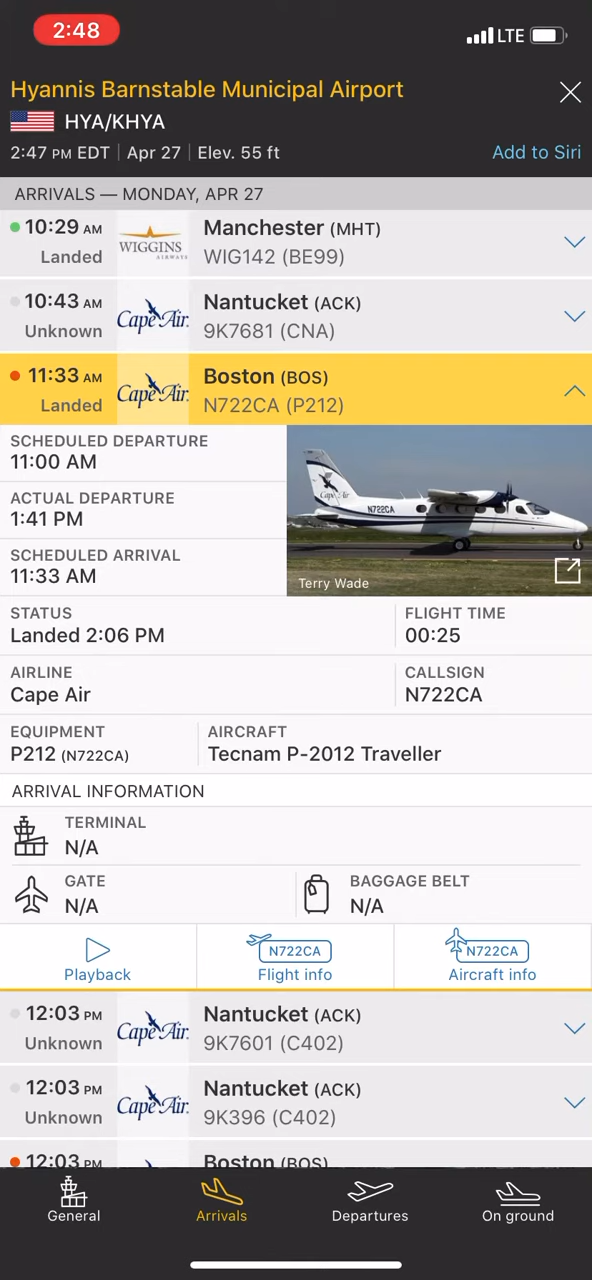 2:48
LTE
Hyannis Barnstable Municipal Airport
HYA/KHYA
2:47 PM EDT | Apr 27 | Elev. 55 ft
Add to Siri
ARRIVALS — MONDAY, APR 27
10:29 AM
Landed
WIGGINS
AIRWAYS
Manchester (MHT)
WIG142 (BE99)
10:43 AM
Unknown
Cape Air.
Nantucket (ACK)
9K7681 (CNA)
11:33 AM
Landed
Cape Air.
Boston (BOS)
N722CA (P212)
SCHEDULED DEPARTURE
11:00 AM
ACTUAL DEPARTURE
1:41 PM
SCHEDULED ARRIVAL
11:33 AM
Cape Air
N722CA
Terry Wade
STATUS
Landed 2:06 PM
FLIGHT TIME
00:25
AIRLINE
Cape Air
CALLSIGN
N722CA
EQUIPMENT
P212 (N722CA)
AIRCRAFT
Tecnam P-2012 Traveller
ARRIVAL INFORMATION
TERMINAL
N/A
GATE
N/A
BAGGAGE BELT
N/A
Playback
N722CA
Flight info
N722CA
Aircraft info
12:03 PM
Unknown
Cape Air.
Nantucket (ACK)
9K7601 (C402)
12:03 PM
Unknown
Cape Air.
Nantucket (ACK)
9K396 (C402)
12:03 PM
Boston (BOS)
General
Arrivals
Departures
On ground